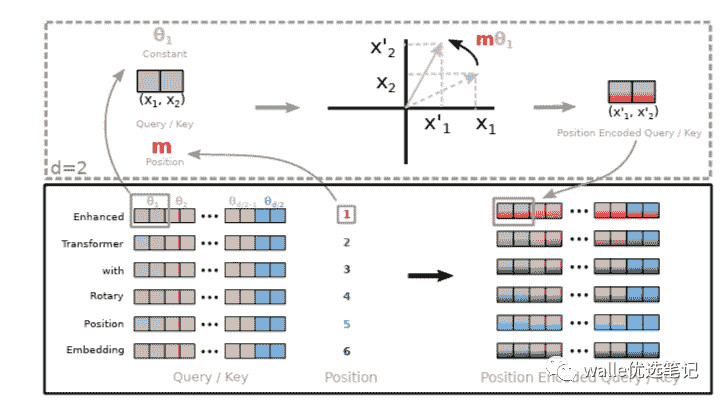 θ1
Constant
(x1, x2)
Query / Key
m
Position
d=2
x'2
x2
x'1
x1
mθ1
(x'1, x'2)
Position Encoded Query / Key
θ1 θ2 θd/2-1 θd/2
Enhanced
Transformer
with
Rotary
Position
Embedding
...
...
...
...
...
...
1
2
3
4
5
6
...
...
...
...
...
...
Query / Key
Position
Position Encoded Query / Key
walle优选笔记